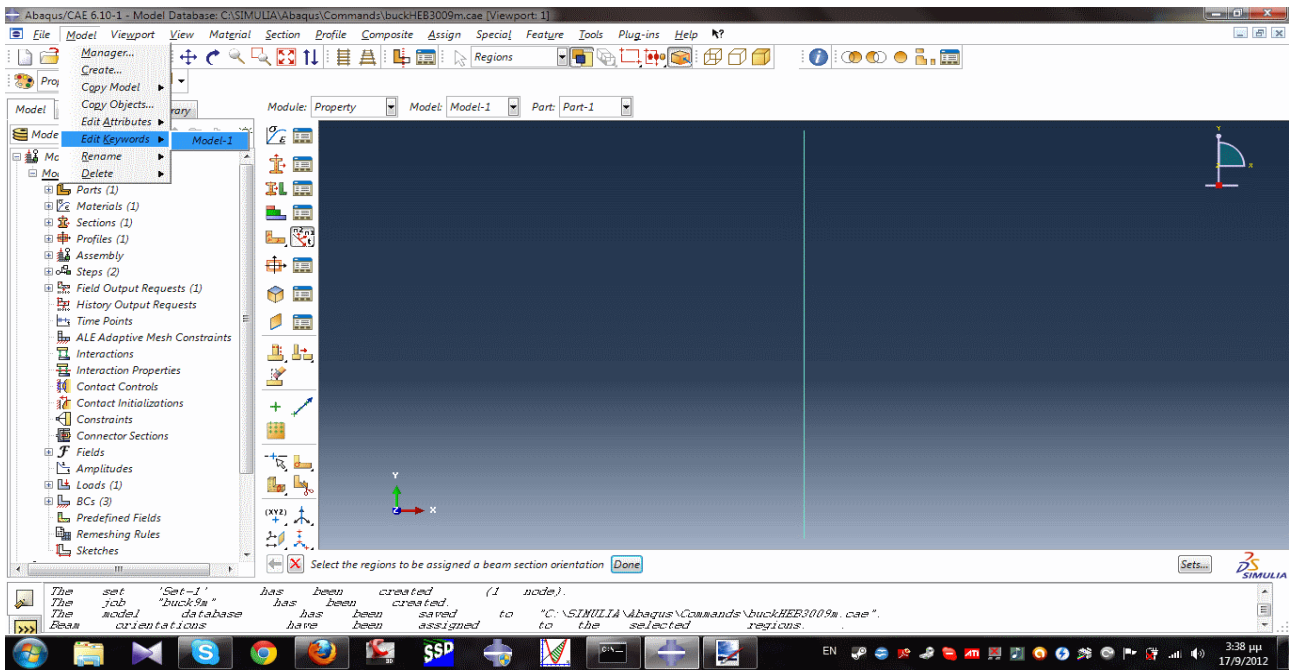 Abaqus/CAE 6.10-1 - Model Database: C:\SIMULIA\Abaqus\Commands\buckHEB3009m.cae [Viewport: 1]
File Model Viewport View Material Section Profile Composite Assign Special Feature Tools Plug-ins Help
Manager...
Create...
Copy Model
Copy Objects...
Edit Attributes
Edit Keywords
Model-1
Rename
Delete
Regions
Module: Property Model: Model-1 Part: Part-1
Model
Parts (1)
Materials (1)
Sections (1)
Profiles (1)
Assembly
Steps (2)
Field Output Requests (1)
History Output Requests
Time Points
ALE Adaptive Mesh Constraints
Interactions
Interaction Properties
Contact Controls
Contact Initializations
Constraints
Connector Sections
Fields
Amplitudes
Loads (1)
BCs (3)
Predefined Fields
Remeshing Rules
Sketches
Y
X
Z
Select the regions to be assigned a beam section orientation Done
Sets...
SIMULIA
The set 'Set-1' has been created (1 node).
The job "buck9m" has been created.
The model database has been saved to "C:\SIMULIA\Abaqus\Commands\buckHEB3009m.cae".
Beam orientations have been assigned to the selected regions.
>>>
SSP
EN
3:38 μμ
17/9/2012